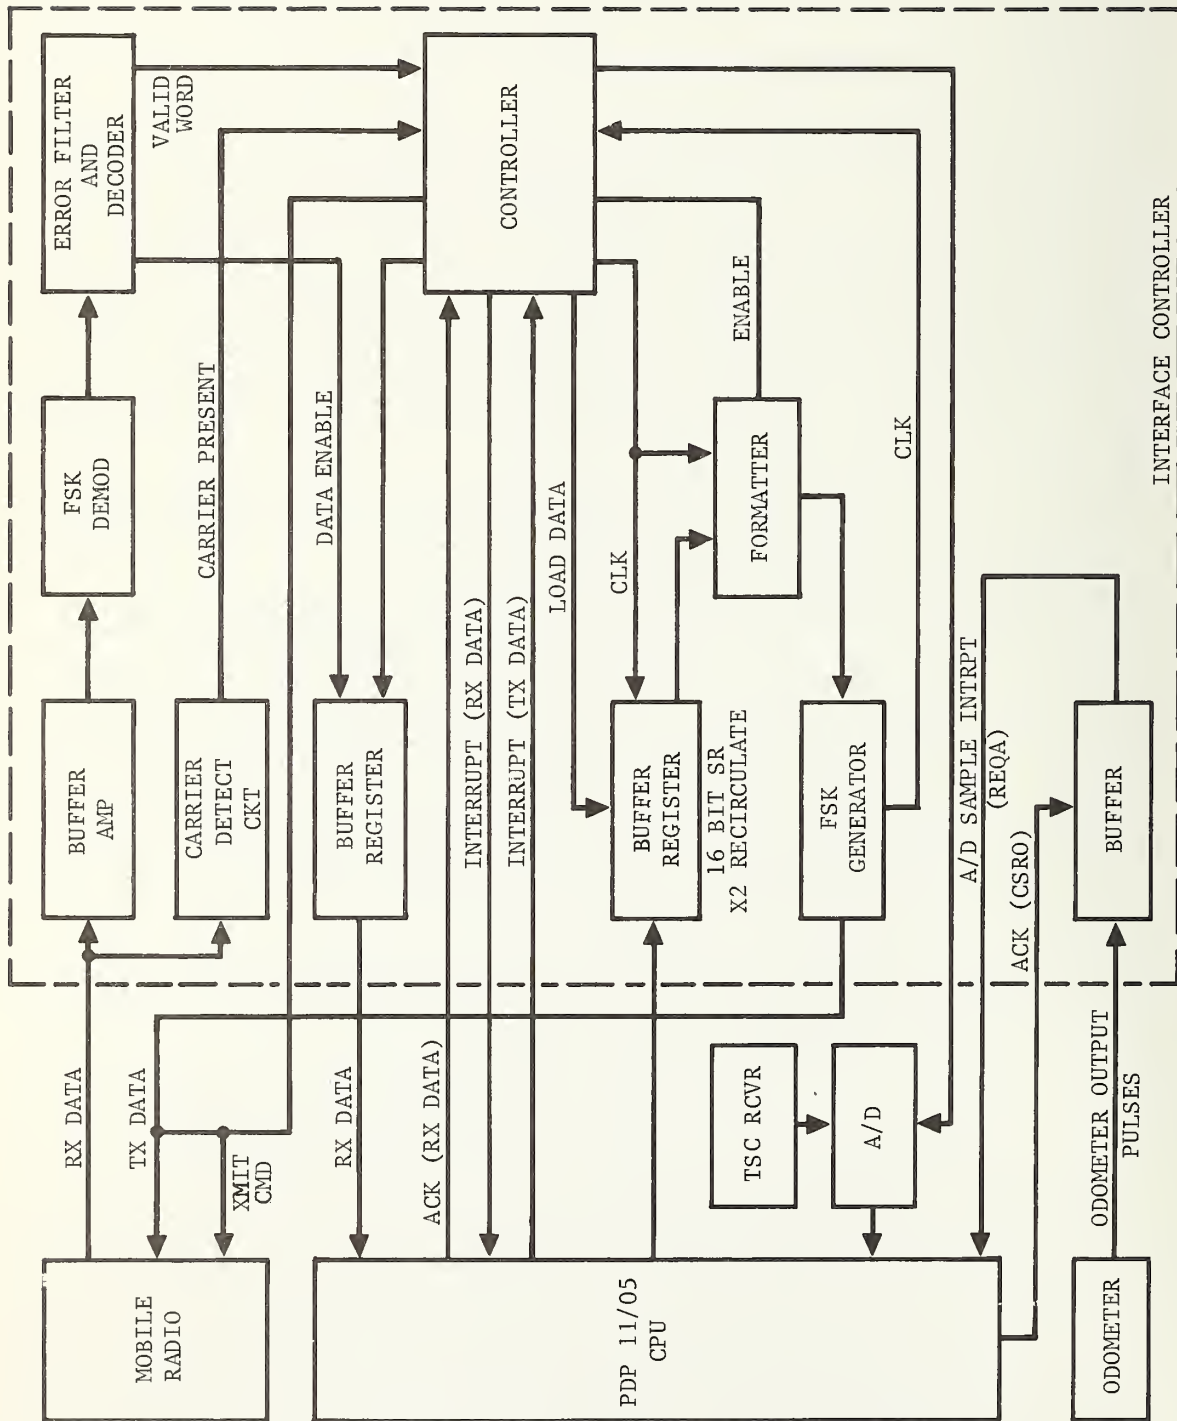 MOBILE
RADIO
RX DATA
TX DATA
XMIT
CMD
BUFFER
AMP
FSK
DEMOD
ERROR FILTER
AND
DECODER
CARRIER
DETECT
CKT
CARRIER PRESENT
VALID
WORD
DATA ENABLE
PDP 11/05
CPU
RX DATA
BUFFER
REGISTER
ACK (RX DATA)
INTERRUPT (RX DATA)
INTERRUPT (TX DATA)
LOAD DATA
CONTROLLER
CLK
BUFFER
REGISTER
16 BIT SR
X2 RECIRCULATE
FORMATTER
ENABLE
TSC RCVR
A/D
FSK
GENERATOR
CLK
A/D SAMPLE INTRPT
(REQA)
ACK (CSRO)
ODOMETER
ODOMETER OUTPUT
PULSES
BUFFER
INTERFACE CONTROLLER